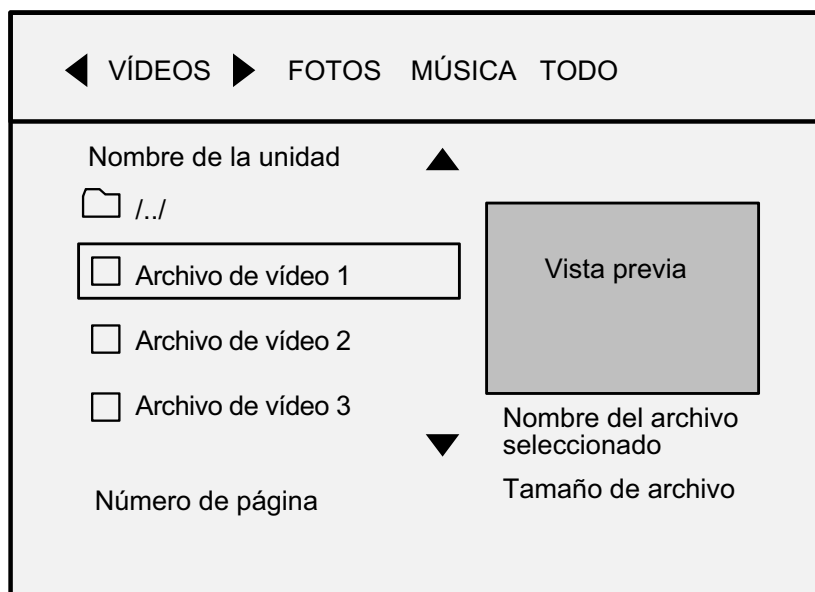 VÍDEOS FOTOS MÚSICA TODO
Nombre de la unidad
/../
Archivo de vídeo 1
Archivo de vídeo 2
Archivo de vídeo 3
Número de página
Vista previa
Nombre del archivo
seleccionado
Tamaño de archivo